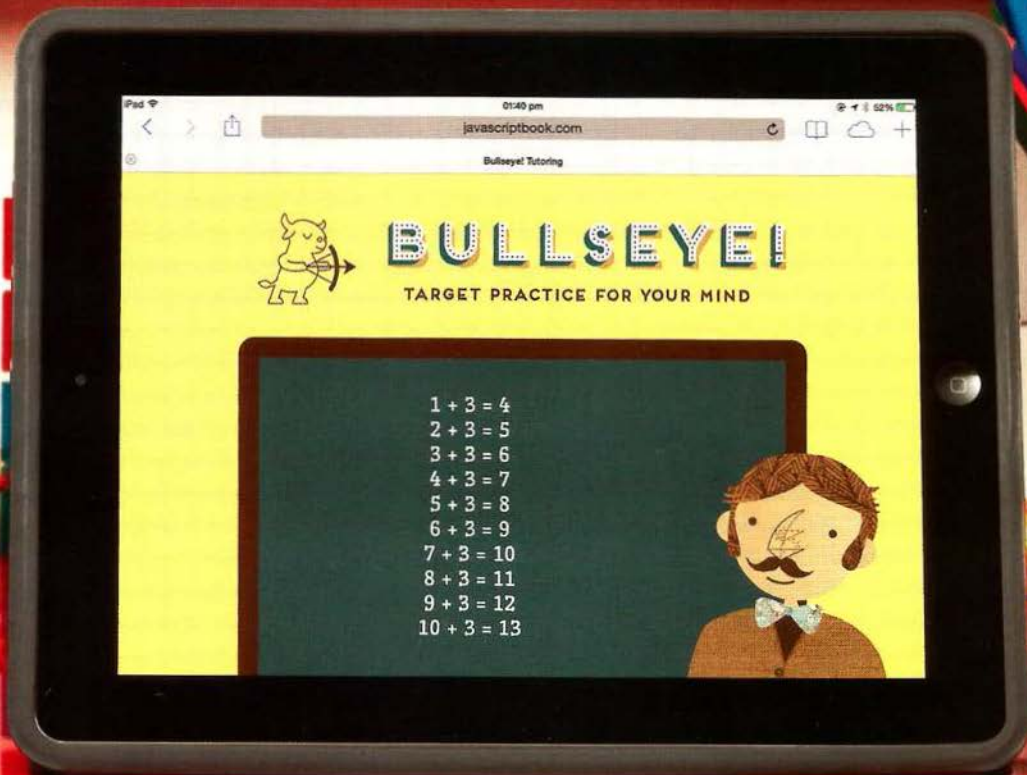 iPad 01:40 pm 52%
javascriptbook.com
Bullseye! Tutoring
BULLSEYE!
TARGET PRACTICE FOR YOUR MIND
1 + 3 = 4
2 + 3 = 5
3 + 3 = 6
4 + 3 = 7
5 + 3 = 8
6 + 3 = 9
7 + 3 = 10
8 + 3 = 11
9 + 3 = 12
10 + 3 = 13